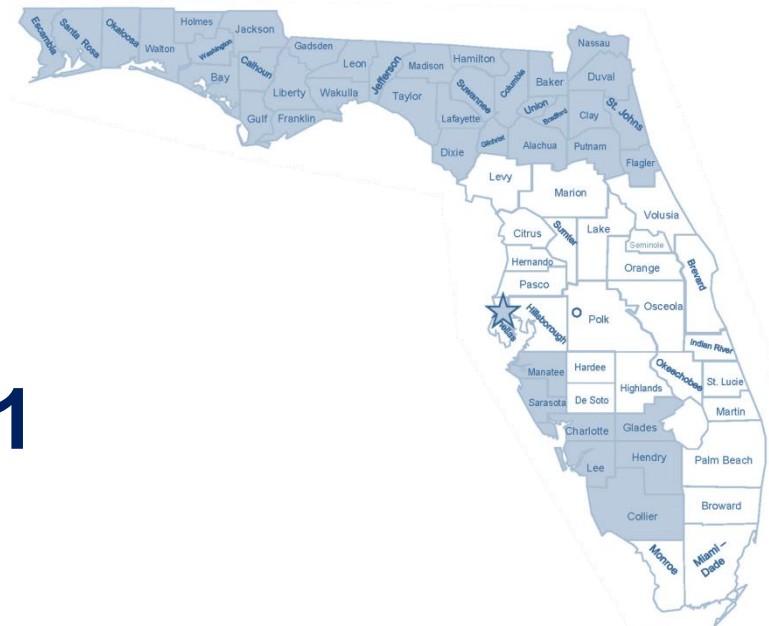 Escambia
Santa Rosa
Okaloosa
Walton
Holmes
Washington
Bay
Jackson
Calhoun
Gulf
Gadsden
Liberty
Franklin
Leon
Wakulla
Jefferson
Madison
Taylor
Hamilton
Suwannee
Lafayette
Dixie
Columbia
Gilchrist
Baker
Union
Bradford
Alachua
Nassau
Duval
Clay
St. Johns
Putnam
Flagler
Levy
Marion
Volusia
Citrus
Sumter
Lake
Seminole
Hernando
Orange
Brevard
Pasco
Hillsborough
Polk
Osceola
Indian River
Manatee
Hardee
Okeechobee
St. Lucie
Highlands
Sarasota
De Soto
Martin
1
Charlotte
Glades
Lee
Hendry
Palm Beach
Collier
Broward
Monroe
Miami –
Dade